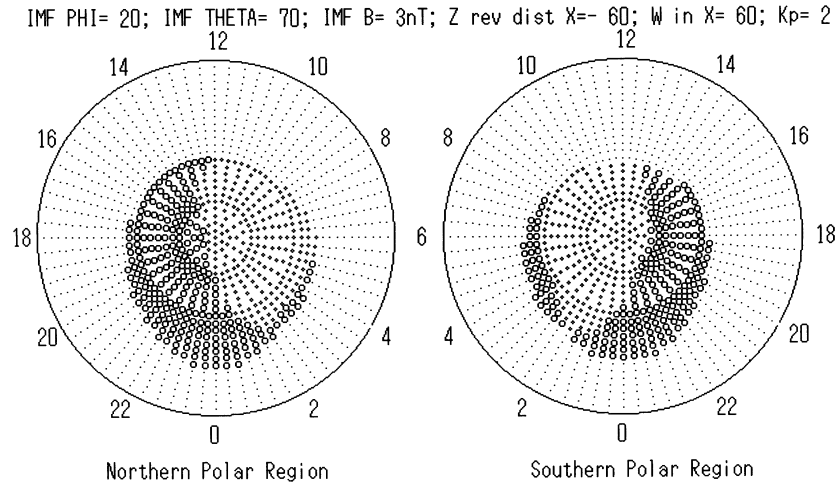 IMF PHI= 20; IMF THETA= 70; IMF B= 3nT; Z rev dist X=- 60; W in X= 60; Kp= 2
12 12
14 10 10 14
16 8 8 16
18 6 18
20 4 4 20
22 2 2 22
0 0
Northern Polar Region Southern Polar Region